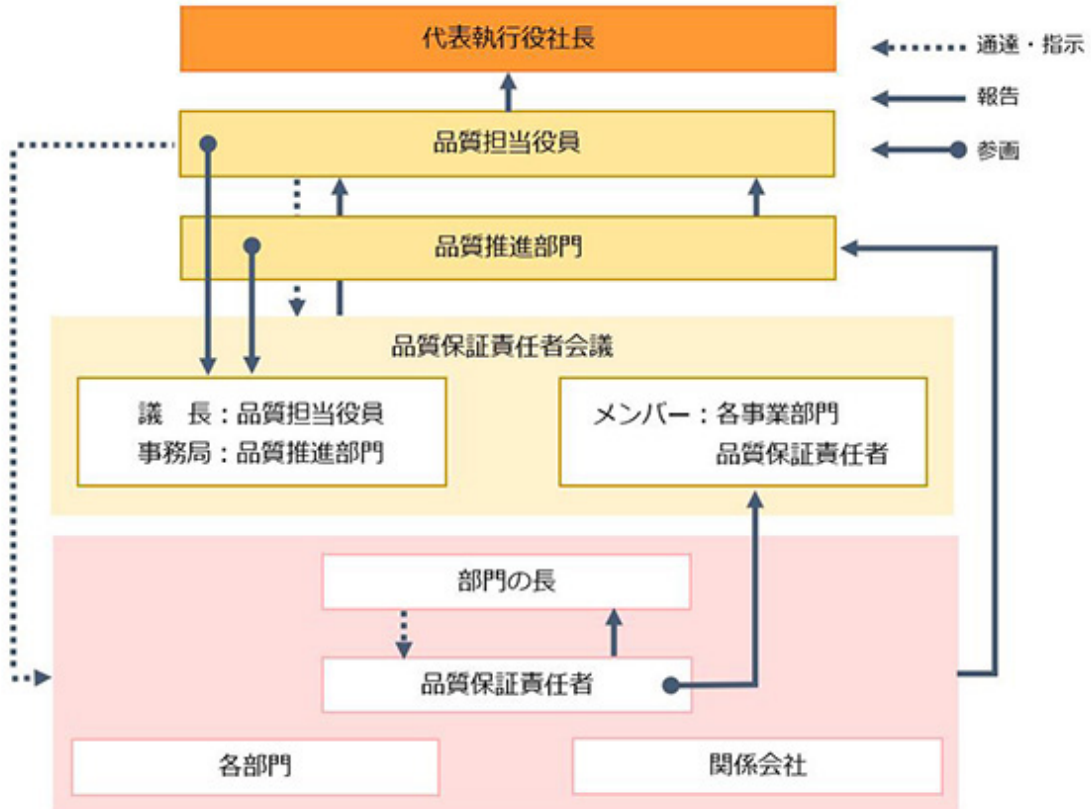 代表執行役社長
通達・指示
報告
参画
品質担当役員
品質推進部門
品質保証責任者会議
議　長：品質担当役員
事務局：品質推進部門
メンバー：各事業部門
品質保証責任者
部門の長
品質保証責任者
各部門
関係会社